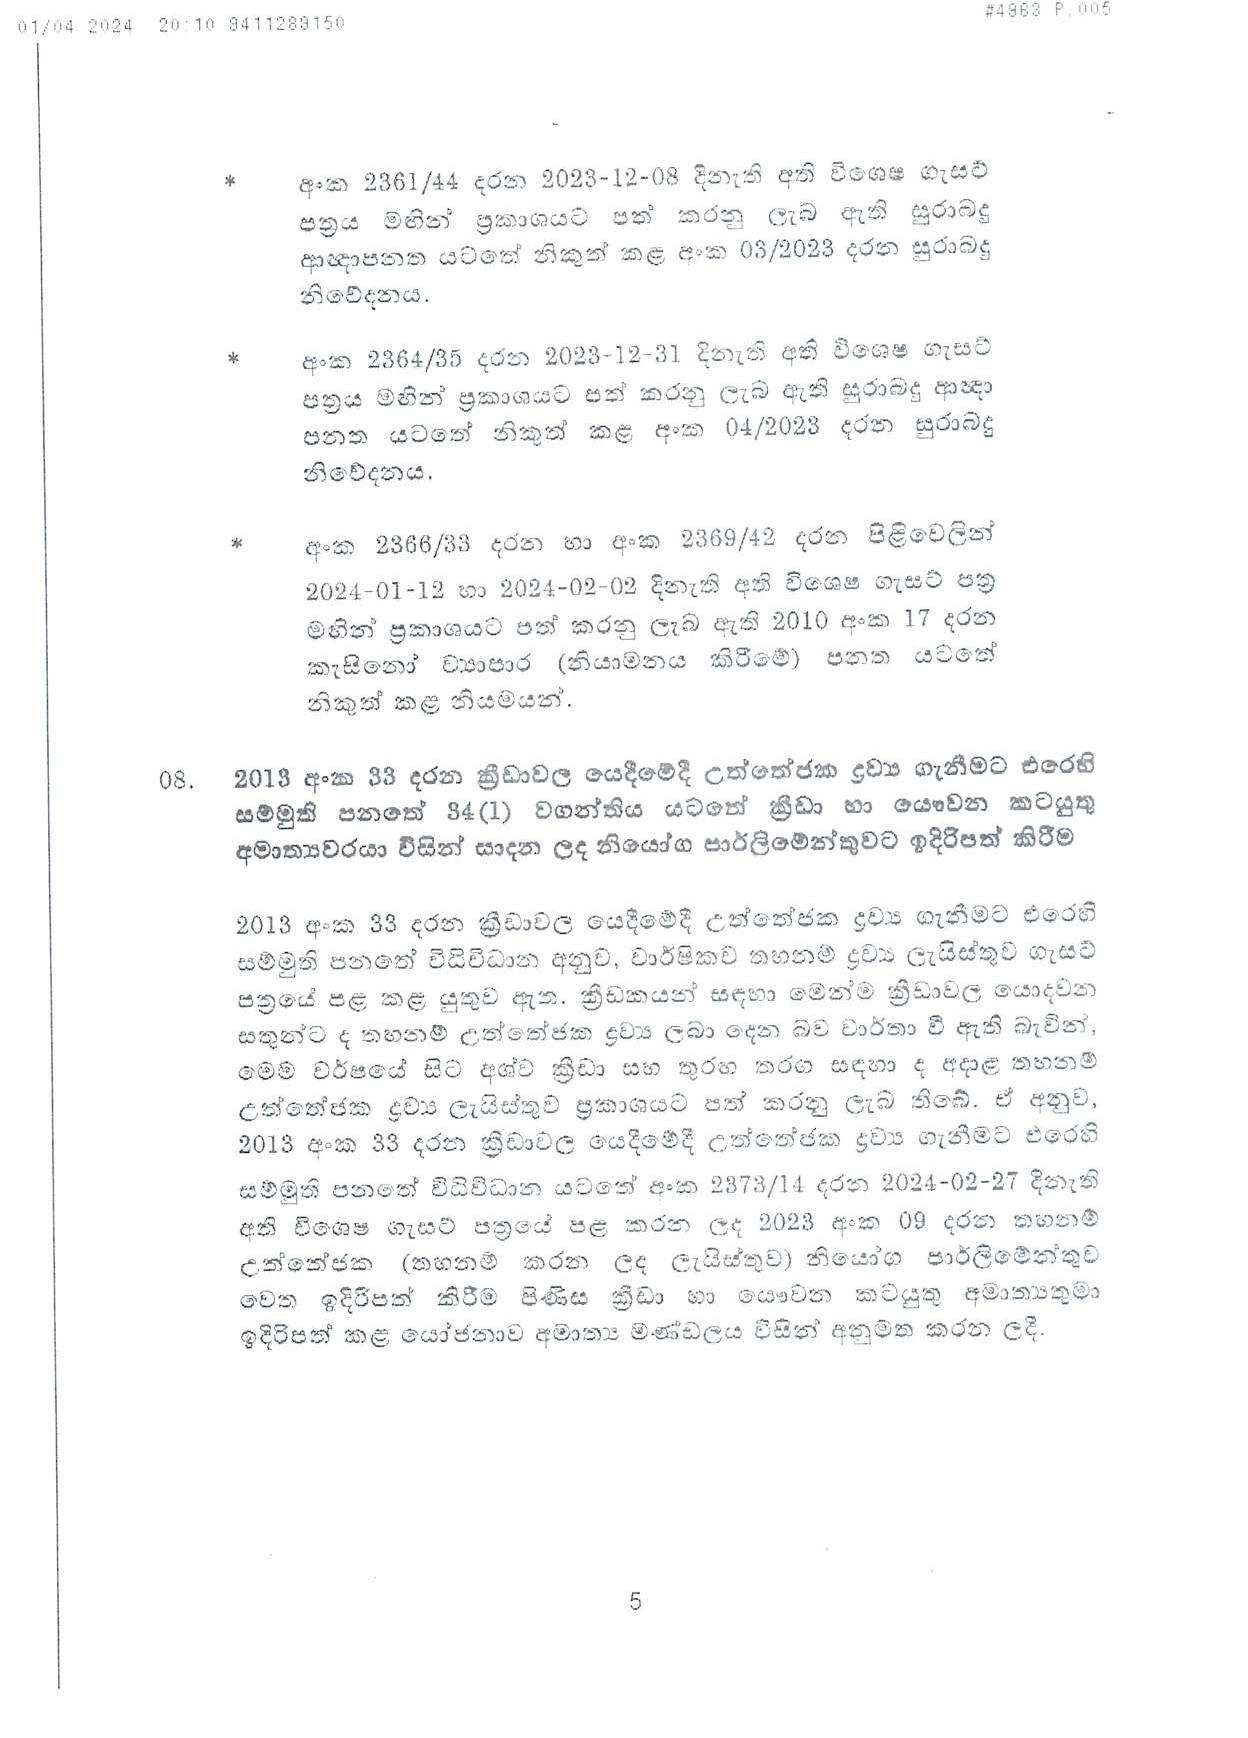 01/04 2024 20:10 9411289150
#4963 P.005
* අංක 2361/44 දරන 2023-12-08 දිනැති අති විශෙෂ ගැසට්
පත්‍රය මඟින් ප්‍රකාශයට පත් කරනු ලැබ ඇති සුරාබදු
ආඥාපනත යටතේ නිකුත් කළ අංක 03/2023 දරන සුරාබදු
නිවේදනය.
* අංක 2364/35 දරන 2023-12-31 දිනැති අති විශෙෂ ගැසට්
පත්‍රය මඟින් ප්‍රකාශයට පත් කරනු ලැබ ඇති සුරාබදු ආඥා
පනත යටතේ නිකුත් කළ අංක 04/2023 දරන සුරාබදු
නිවේදනය.
* අංක 2366/33 දරන හා අංක 2369/42 දරන පිළිවෙලින්
2024-01-12 හා 2024-02-02 දිනැති අති විශෙෂ ගැසට් පත්‍ර
මඟින් ප්‍රකාශයට පත් කරනු ලැබ ඇති 2010 අංක 17 දරන
කැසිනෝ ව්‍යාපාර (නියාමනය කිරීමේ) පනත යටතේ
නිකුත් කළ නියමයන්.
08. 2013 අංක 33 දරන ක්‍රීඩාවල යෙදීමේදී උත්තේජක ද්‍රව්‍ය ගැනීමට එරෙහි
සම්මුති පනතේ 34(1) වගන්තිය යටතේ ක්‍රීඩා හා යෞවන කටයුතු
අමාත්‍යවරයා විසින් සාදන ලද නියෝග පාර්ලිමේන්තුවට ඉදිරිපත් කිරීම
2013 අංක 33 දරන ක්‍රීඩාවල යෙදීමේදී උත්තේජක ද්‍රව්‍ය ගැනීමට එරෙහි
සම්මුති පනතේ විධිවිධාන අනුව, වාර්ෂිකව තහනම් ද්‍රව්‍ය ලැයිස්තුව ගැසට්
පත්‍රයේ පළ කළ යුතුව ඇත. ක්‍රීඩකයන් සඳහා මෙන්ම ක්‍රීඩාවල යොදවන
සතුන්ට ද තහනම් උත්තේජක ද්‍රව්‍ය ලබා දෙන බව වාර්තා වී ඇති බැවින්,
මෙම වර්ෂයේ සිට අශ්ව ක්‍රීඩා සහ තුරඟ තරඟ සඳහා ද අදාළ තහනම්
උත්තේජක ද්‍රව්‍ය ලැයිස්තුව ප්‍රකාශයට පත් කරනු ලැබ තිබේ. ඒ අනුව,
2013 අංක 33 දරන ක්‍රීඩාවල යෙදීමේදී උත්තේජක ද්‍රව්‍ය ගැනීමට එරෙහි
සම්මුති පනතේ විධිවිධාන යටතේ අංක 2373/14 දරන 2024-02-27 දිනැති
අති විශෙෂ ගැසට් පත්‍රයේ පළ කරන ලද 2023 අංක 09 දරන තහනම්
උත්තේජක (තහනම් කරන ලද ලැයිස්තුව) නියෝග පාර්ලිමේන්තුව
වෙත ඉදිරිපත් කිරීම පිණිස ක්‍රීඩා හා යෞවන කටයුතු අමාත්‍යතුමා
ඉදිරිපත් කළ යෝජනාව අමාත්‍ය මණ්ඩලය විසින් අනුමත කරන ලදී.
5